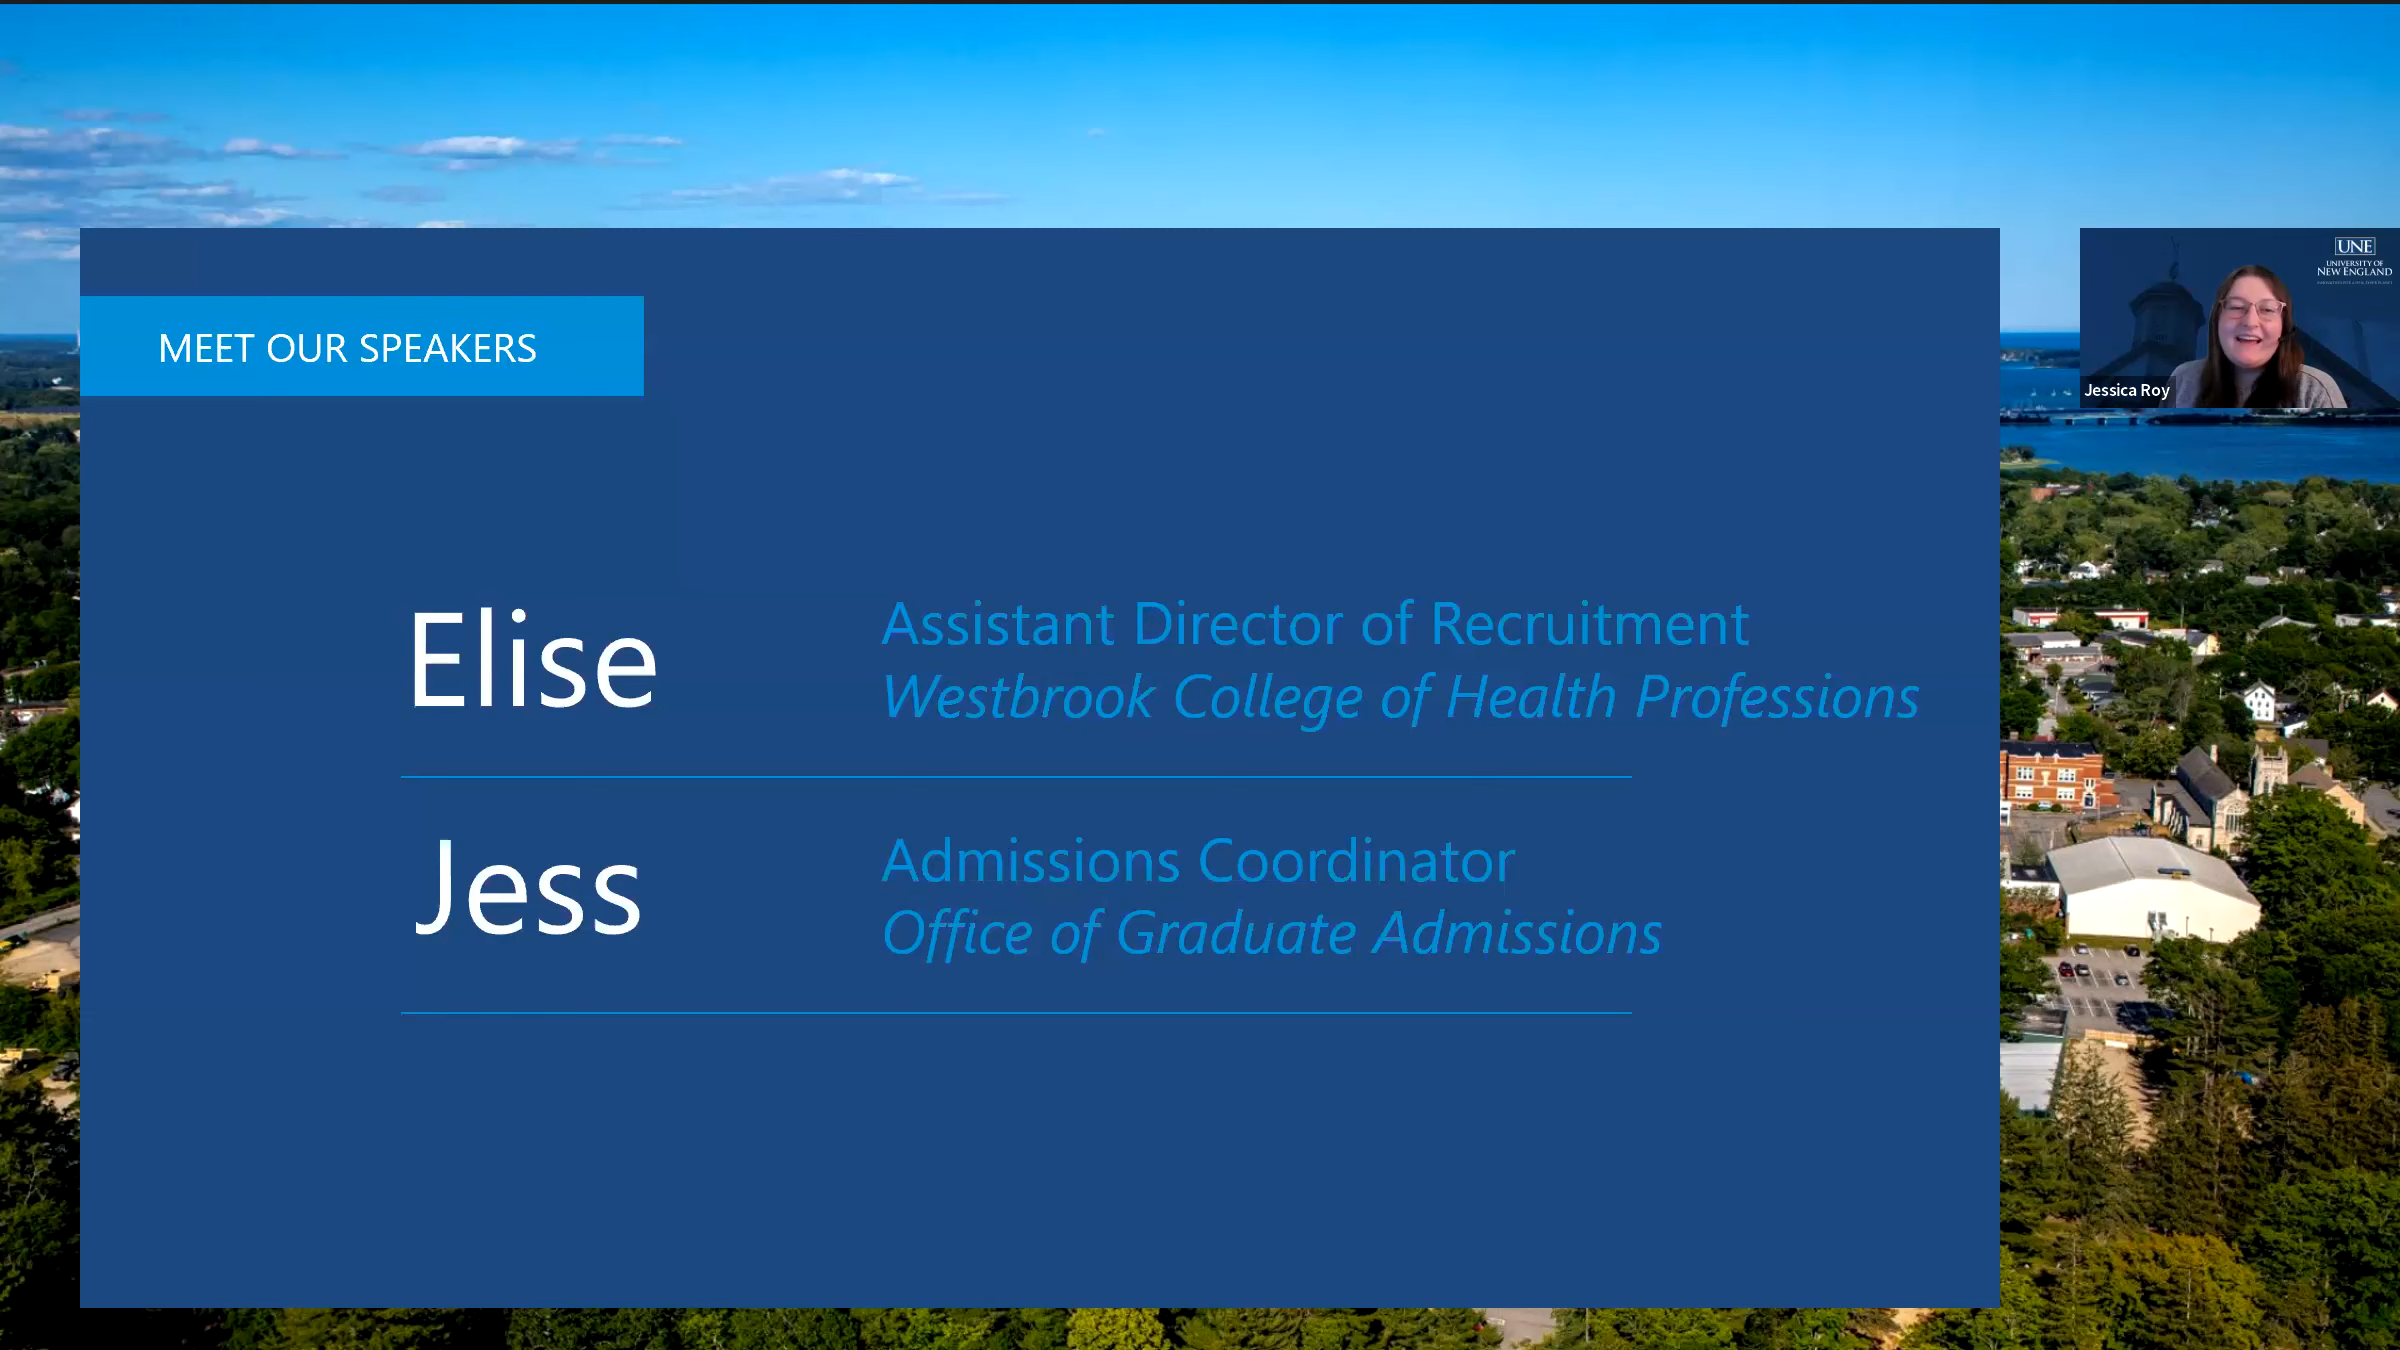 MEET OUR SPEAKERS
UNE
UNIVERSITY OF
NEW ENGLAND
Jessica Roy
Elise
Assistant Director of Recruitment
Westbrook College of Health Professions
Jess
Admissions Coordinator
Office of Graduate Admissions